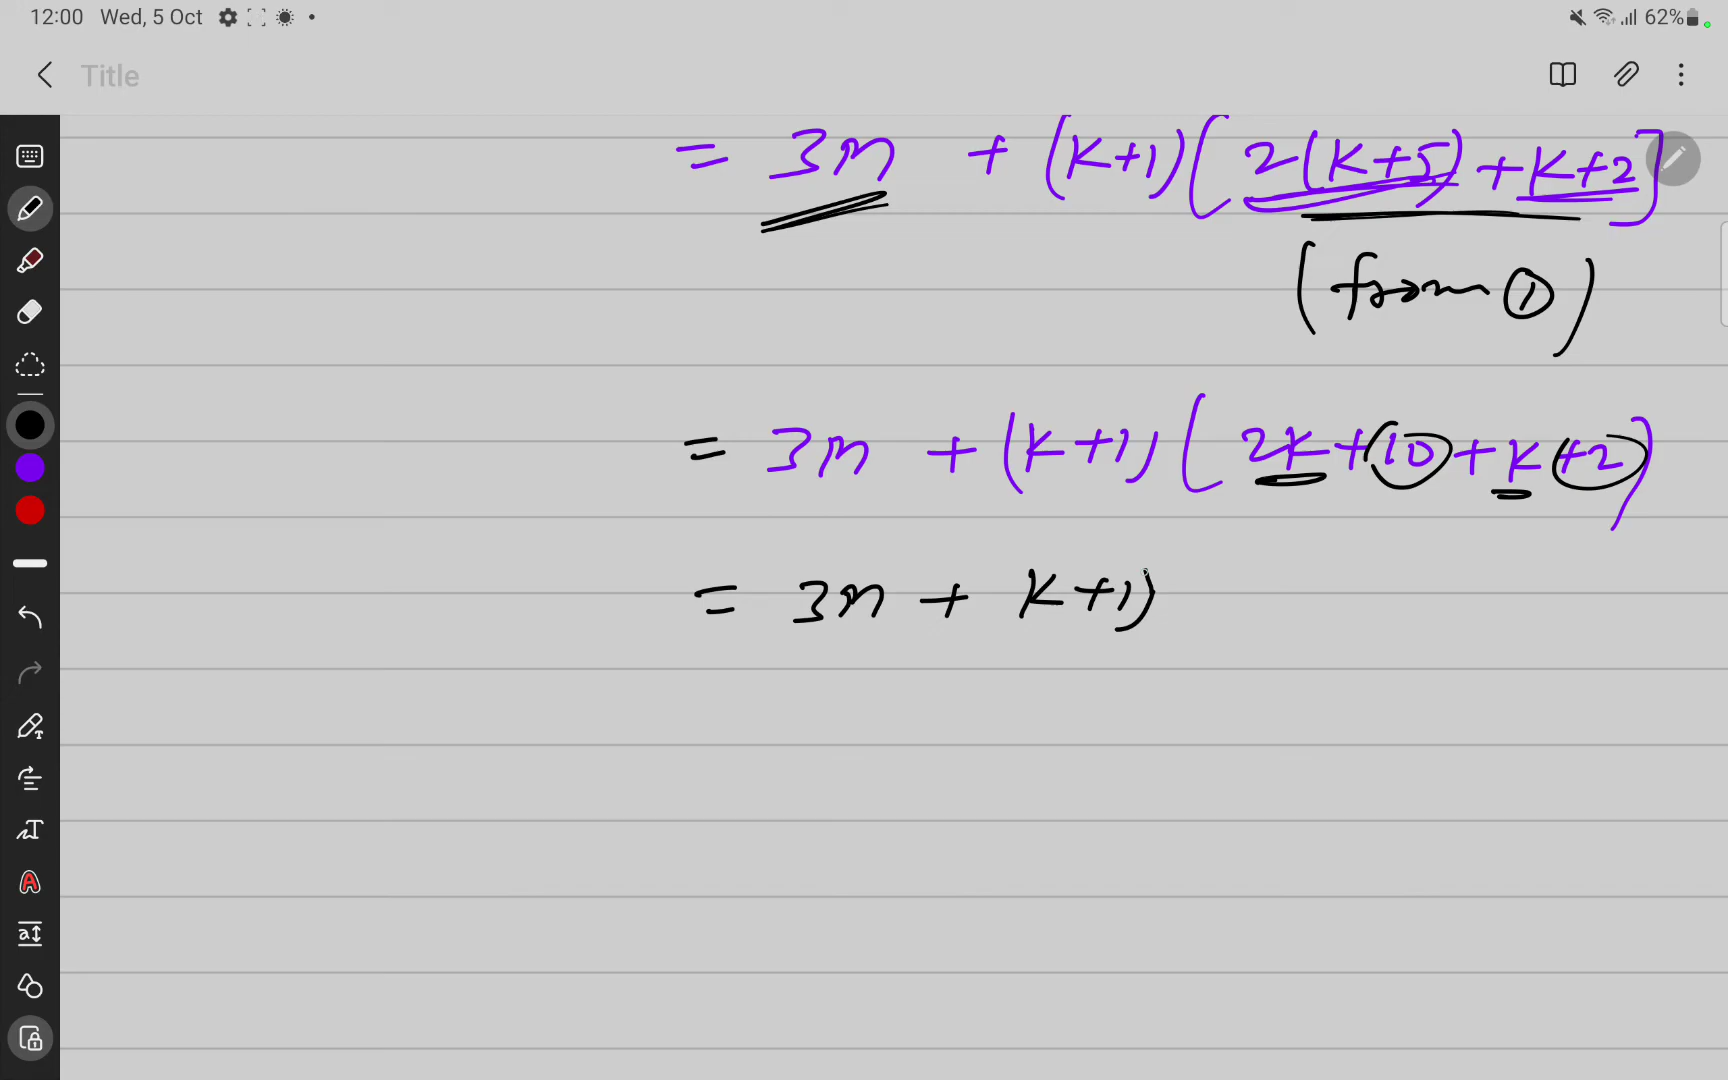 12:00 Wed, 5 Oct 62%
Title
= 3m + (k+1)[2(k+5)+k+2]
(from ①)
= 3m + (k+1)(2k+10+k+2)
= 3m + k+1)